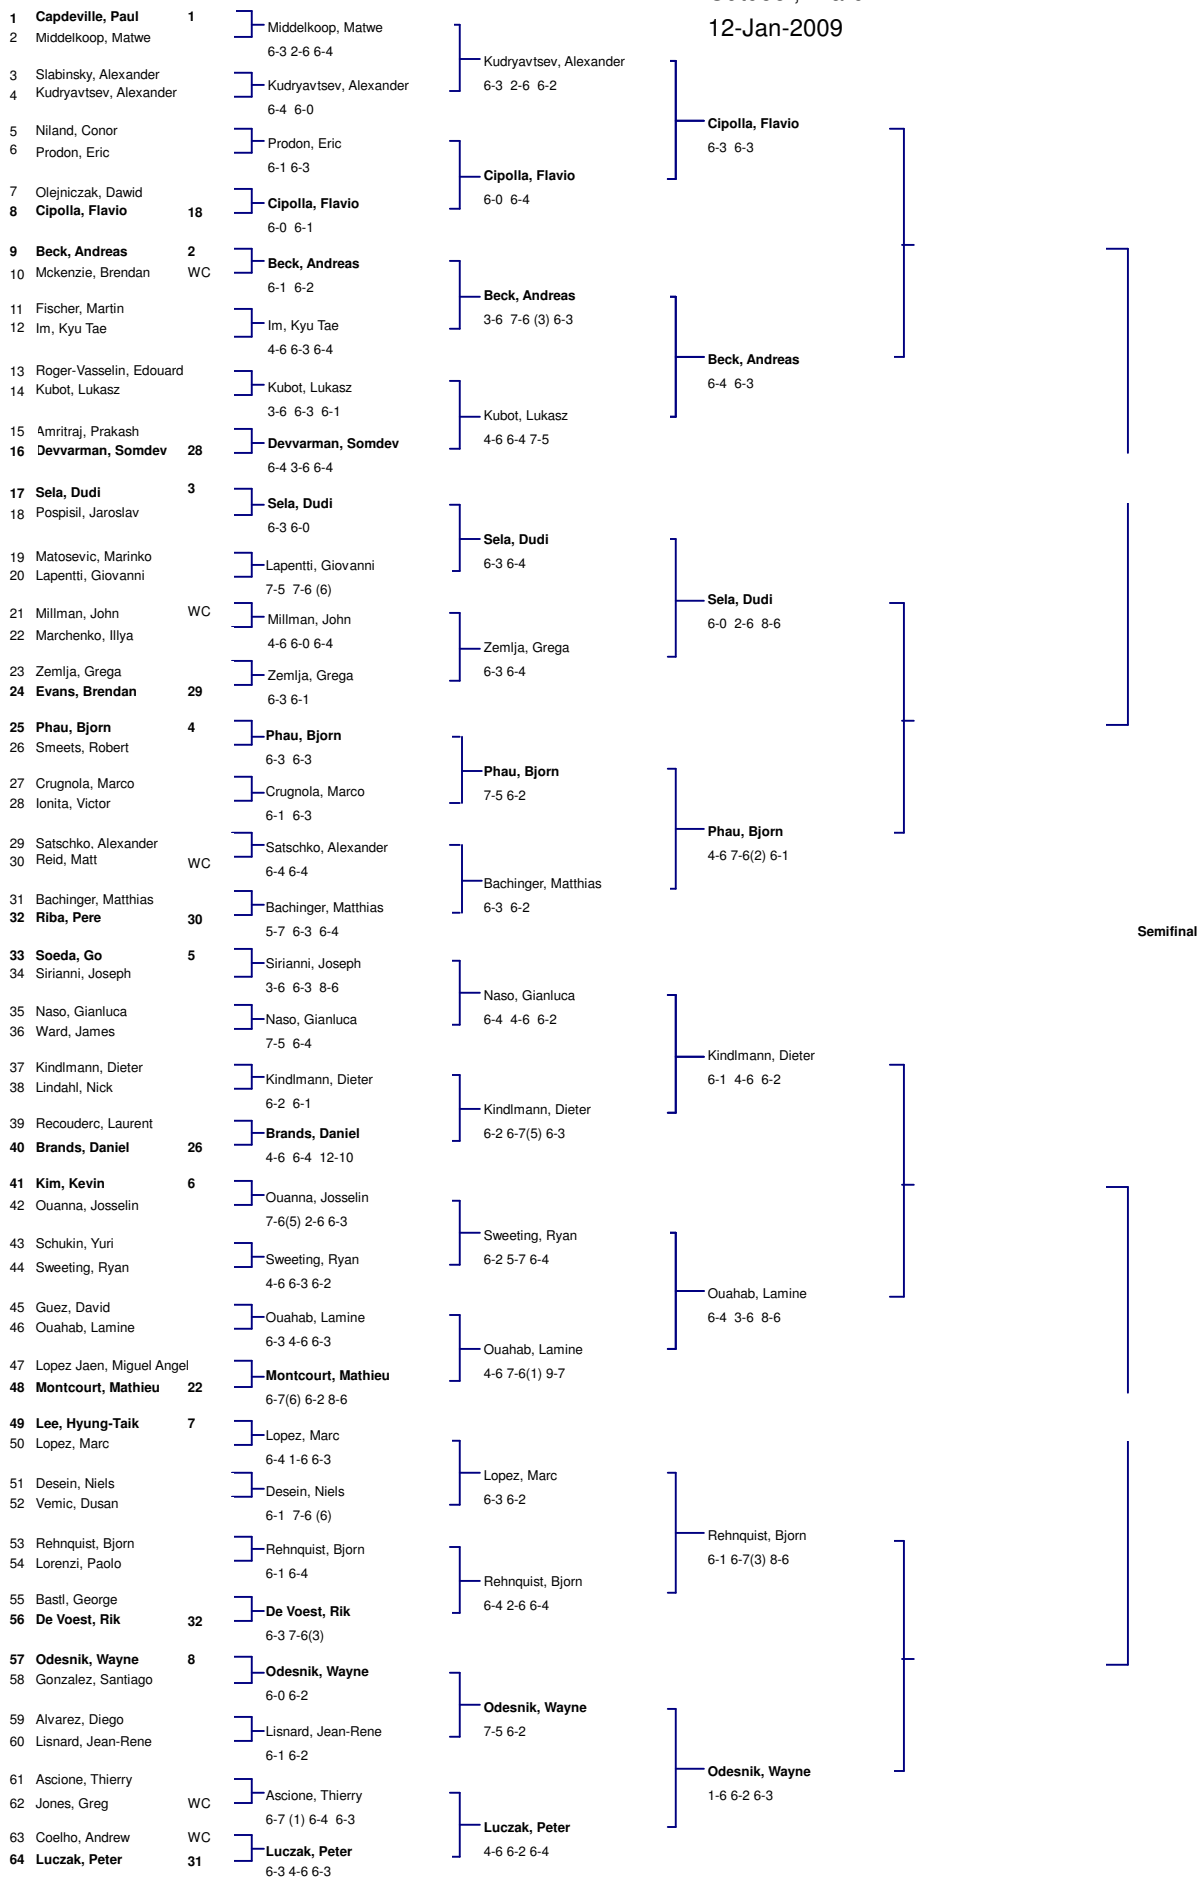 12-Jan-2009
1 Capdeville, Paul 1
2 Middelkoop, Matwe
3 Slabinsky, Alexander
4 Kudryavtsev, Alexander
5 Niland, Conor
6 Prodon, Eric
7 Olejniczak, Dawid
8 Cipolla, Flavio 18
9 Beck, Andreas 2
10 Mckenzie, Brendan WC
11 Fischer, Martin
12 Im, Kyu Tae
13 Roger-Vasselin, Edouard
14 Kubot, Lukasz
15 Amritraj, Prakash
16 Devvarman, Somdev 28
17 Sela, Dudi 3
18 Pospisil, Jaroslav
19 Matosevic, Marinko
20 Lapentti, Giovanni
21 Millman, John WC
22 Marchenko, Illya
23 Zemlja, Grega
24 Evans, Brendan 29
25 Phau, Bjorn 4
26 Smeets, Robert
27 Crugnola, Marco
28 Ionita, Victor
29 Satschko, Alexander
30 Reid, Matt WC
31 Bachinger, Matthias
32 Riba, Pere 30
33 Soeda, Go 5
34 Sirianni, Joseph
35 Naso, Gianluca
36 Ward, James
37 Kindlmann, Dieter
38 Lindahl, Nick
39 Recouderc, Laurent
40 Brands, Daniel 26
41 Kim, Kevin 6
42 Ouanna, Josselin
43 Schukin, Yuri
44 Sweeting, Ryan
45 Guez, David
46 Ouahab, Lamine
47 Lopez Jaen, Miguel Angel
48 Montcourt, Mathieu 22
49 Lee, Hyung-Taik 7
50 Lopez, Marc
51 Desein, Niels
52 Vemic, Dusan
53 Rehnquist, Bjorn
54 Lorenzi, Paolo
55 Bastl, George
56 De Voest, Rik 32
57 Odesnik, Wayne 8
58 Gonzalez, Santiago
59 Alvarez, Diego
60 Lisnard, Jean-Rene
61 Ascione, Thierry
62 Jones, Greg WC
63 Coelho, Andrew WC
64 Luczak, Peter 31
Middelkoop, Matwe
6-3 2-6 6-4
Kudryavtsev, Alexander
6-4 6-0
Prodon, Eric
6-1 6-3
Cipolla, Flavio
6-0 6-1
Beck, Andreas
6-1 6-2
Im, Kyu Tae
4-6 6-3 6-4
Kubot, Lukasz
3-6 6-3 6-1
Devvarman, Somdev
6-4 3-6 6-4
Sela, Dudi
6-3 6-0
Lapentti, Giovanni
7-5 7-6 (6)
Millman, John
4-6 6-0 6-4
Zemlja, Grega
6-3 6-1
Phau, Bjorn
6-3 6-3
Crugnola, Marco
6-1 6-3
Satschko, Alexander
6-4 6-4
Bachinger, Matthias
5-7 6-3 6-4
Sirianni, Joseph
3-6 6-3 8-6
Naso, Gianluca
7-5 6-4
Kindlmann, Dieter
6-2 6-1
Brands, Daniel
4-6 6-4 12-10
Ouanna, Josselin
7-6(5) 2-6 6-3
Sweeting, Ryan
4-6 6-3 6-2
Ouahab, Lamine
6-3 4-6 6-3
Montcourt, Mathieu
6-7(6) 6-2 8-6
Lopez, Marc
6-4 1-6 6-3
Desein, Niels
6-1 7-6 (6)
Rehnquist, Bjorn
6-1 6-4
De Voest, Rik
6-3 7-6(3)
Odesnik, Wayne
6-0 6-2
Lisnard, Jean-Rene
6-1 6-2
Ascione, Thierry
6-7 (1) 6-4 6-3
Luczak, Peter
6-3 4-6 6-3
Kudryavtsev, Alexander
6-3 2-6 6-2
Cipolla, Flavio
6-0 6-4
Beck, Andreas
3-6 7-6 (3) 6-3
Kubot, Lukasz
4-6 6-4 7-5
Sela, Dudi
6-3 6-4
Zemlja, Grega
6-3 6-4
Phau, Bjorn
7-5 6-2
Bachinger, Matthias
6-3 6-2
Naso, Gianluca
6-4 4-6 6-2
Kindlmann, Dieter
6-2 6-7(5) 6-3
Sweeting, Ryan
6-2 5-7 6-4
Ouahab, Lamine
4-6 7-6(1) 9-7
Lopez, Marc
6-3 6-2
Rehnquist, Bjorn
6-4 2-6 6-4
Odesnik, Wayne
7-5 6-2
Luczak, Peter
4-6 6-2 6-4
Cipolla, Flavio
6-3 6-3
Beck, Andreas
6-4 6-3
Sela, Dudi
6-0 2-6 8-6
Phau, Bjorn
4-6 7-6(2) 6-1
Kindlmann, Dieter
6-1 4-6 6-2
Ouahab, Lamine
6-4 3-6 8-6
Rehnquist, Bjorn
6-1 6-7(3) 8-6
Odesnik, Wayne
1-6 6-2 6-3
Semifinal